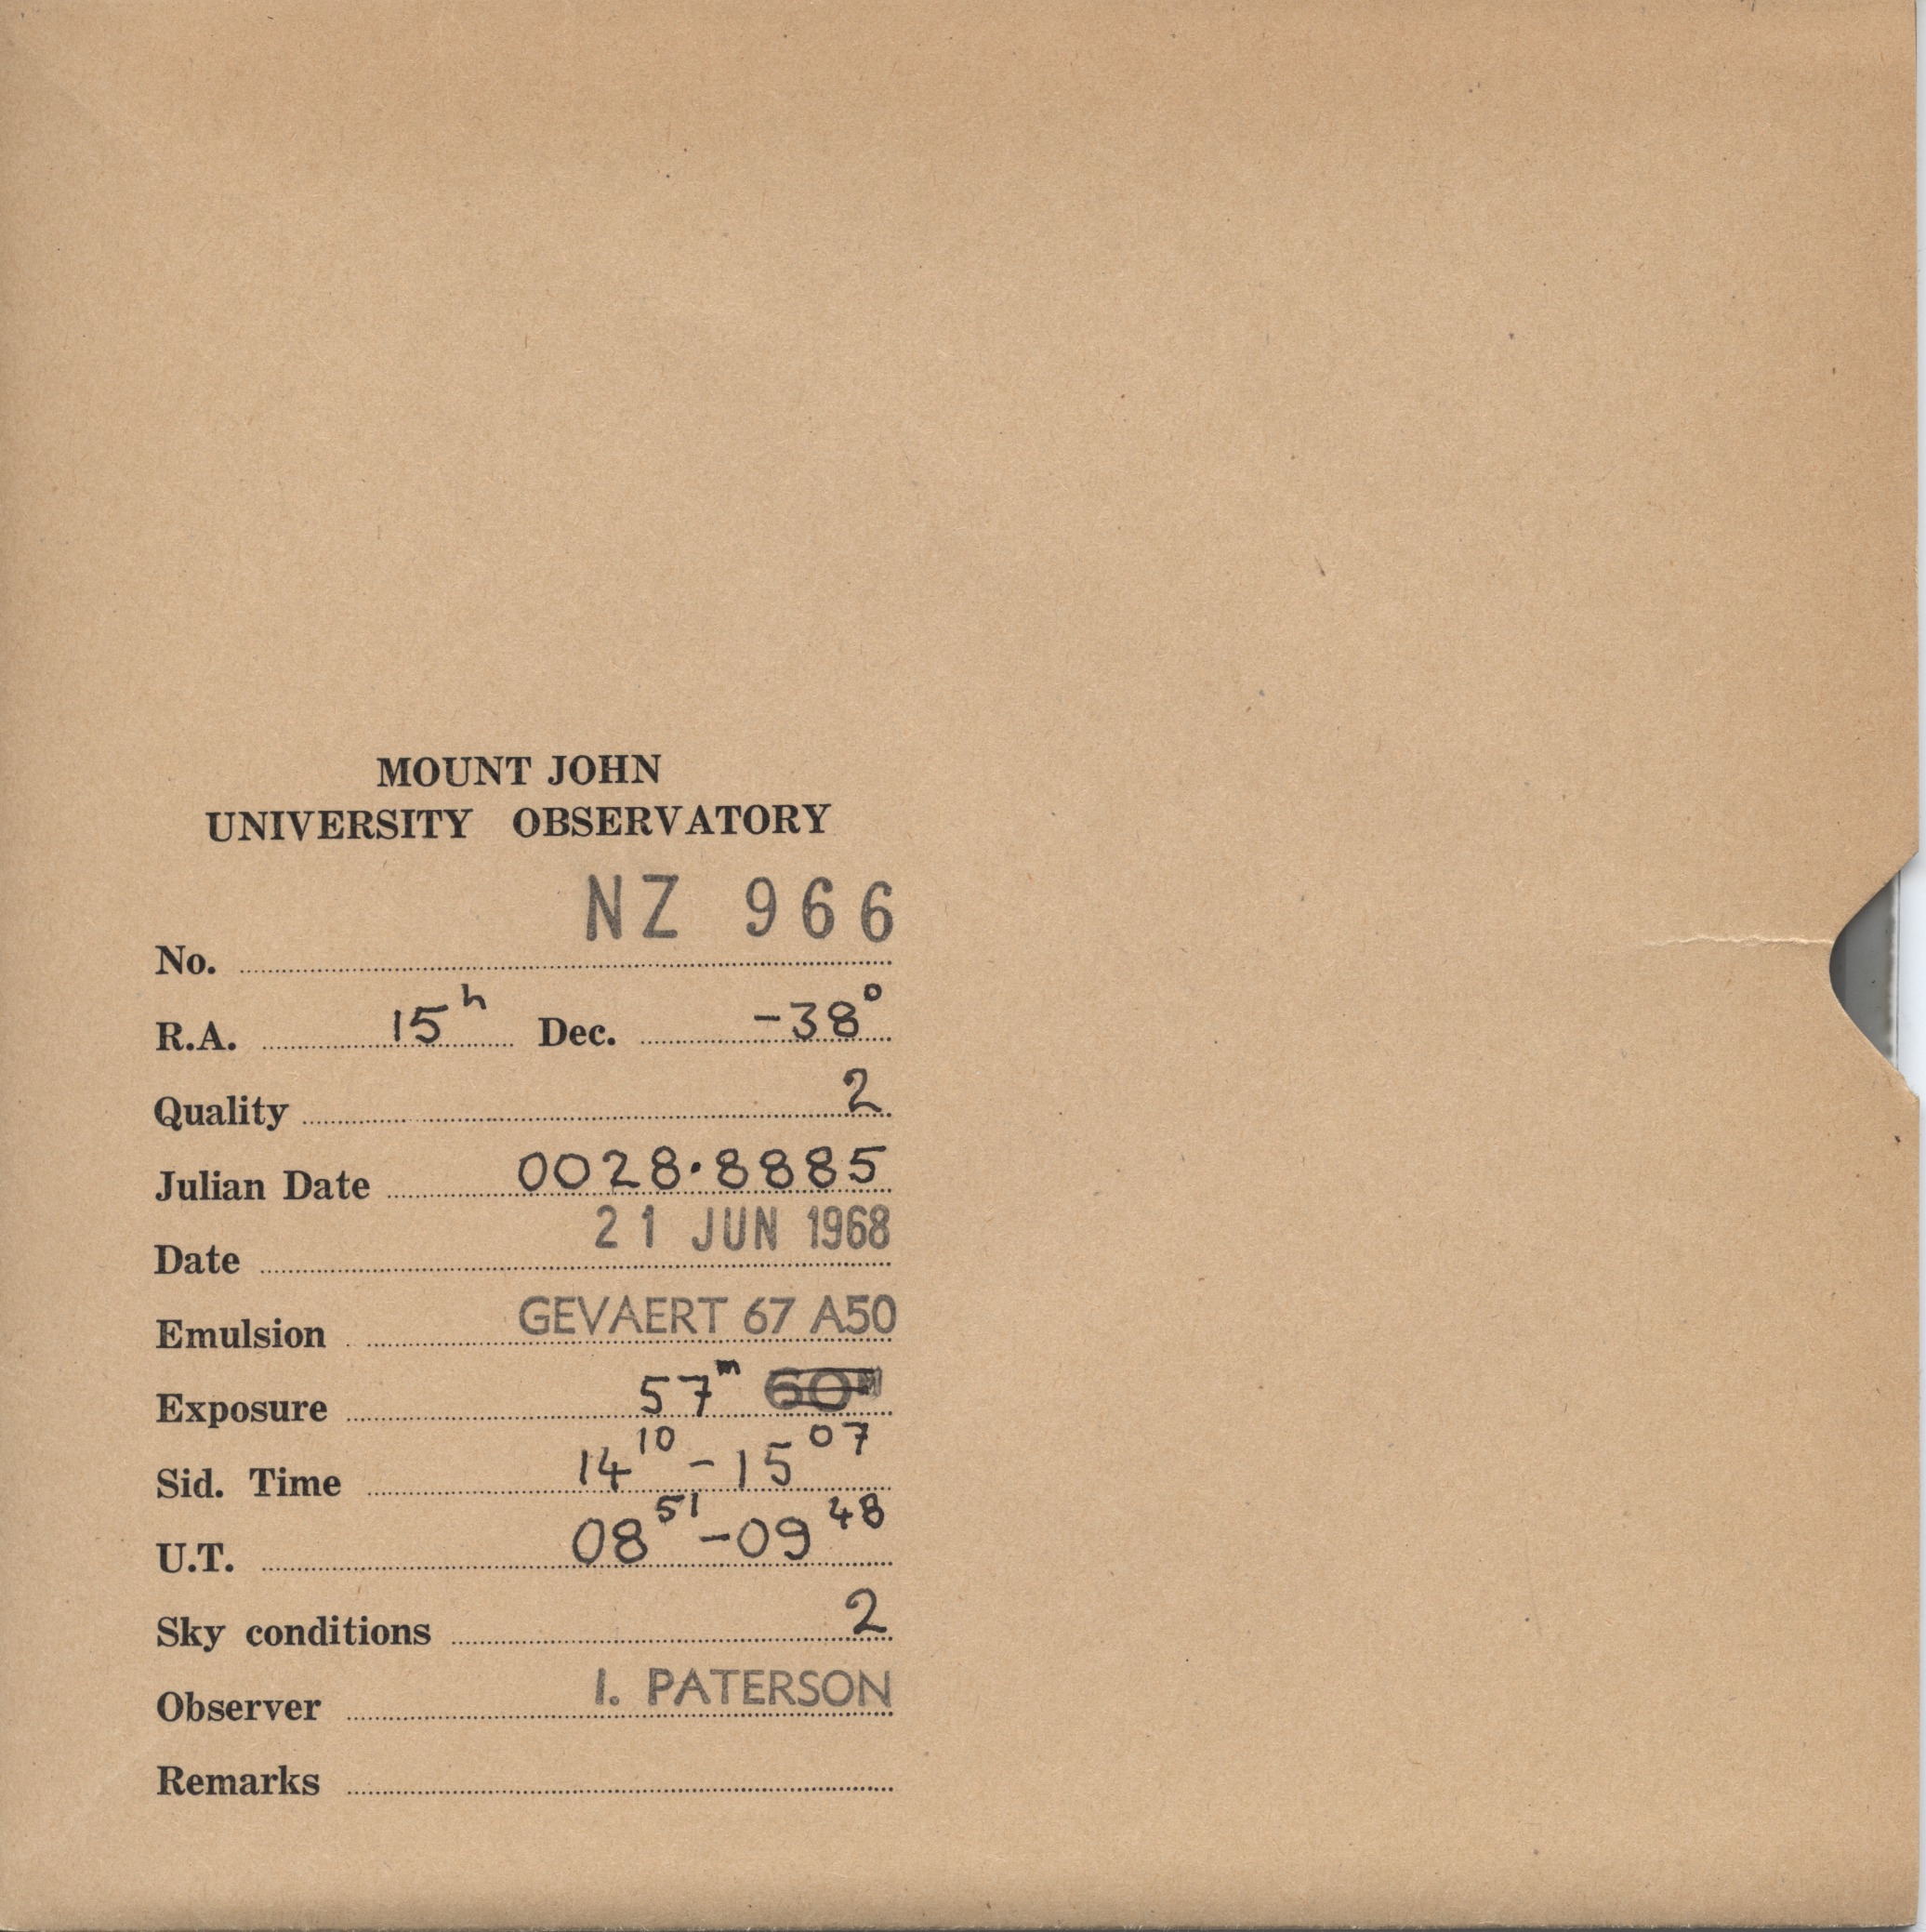 MOUNT JOHN
UNIVERSITY OBSERVATORY
No. NZ 966
R.A. 15h Dec. -38°
Quality 2
Julian Date 0028.8885
Date 21 JUN 1968
Emulsion GEVAERT 67 A50
Exposure 57m 60m
Sid. Time 14 10 - 15 07
U.T. 08 51 - 09 48
Sky conditions 2
Observer I. PATERSON
Remarks